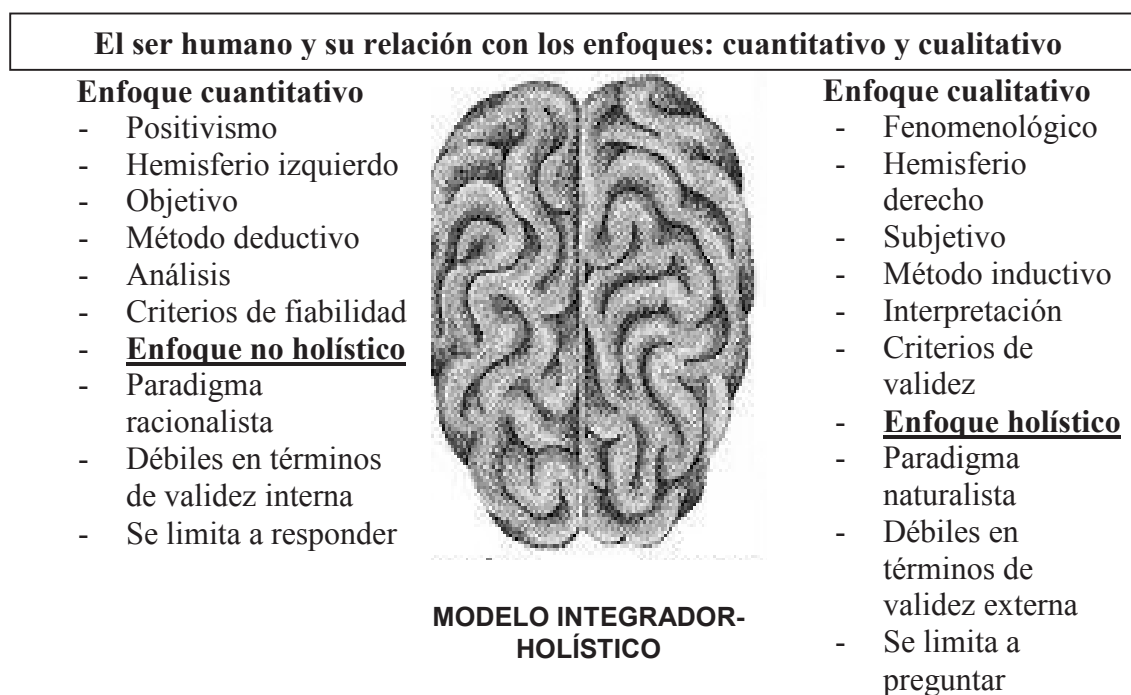 El ser humano y su relación con los enfoques: cuantitativo y cualitativo
Enfoque cuantitativo
- Positivismo
- Hemisferio izquierdo
- Objetivo
- Método deductivo
- Análisis
- Criterios de fiabilidad
- Enfoque no holístico
- Paradigma
racionalista
- Débiles en términos
de validez interna
- Se limita a responder
MODELO INTEGRADOR-
HOLÍSTICO
Enfoque cualitativo
- Fenomenológico
- Hemisferio
derecho
- Subjetivo
- Método inductivo
- Interpretación
- Criterios de
validez
- Enfoque holístico
- Paradigma
naturalista
- Débiles en
términos de
validez externa
- Se limita a
preguntar